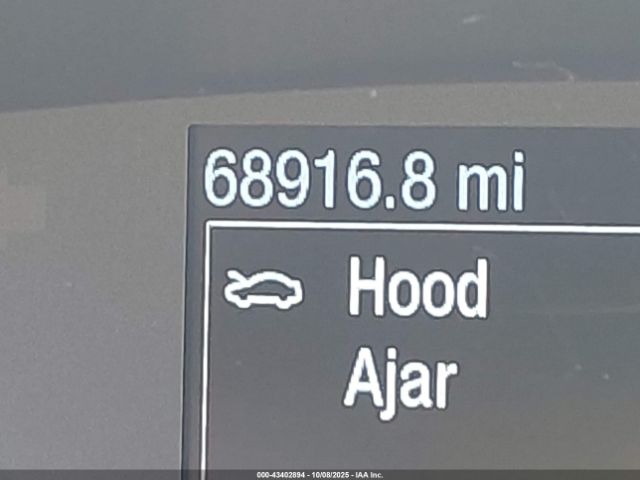 68916.8 mi
Hood
Ajar
000-43402894 - 10/08/2025 - IAA Inc.